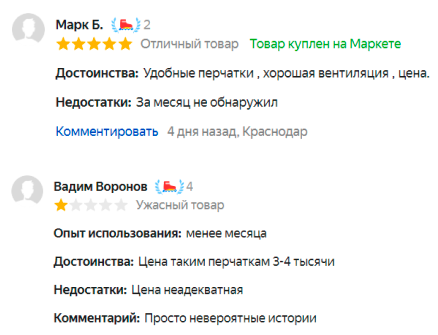 Марк Б. 2
Отличный товар Товар куплен на Маркете
Достоинства: Удобные перчатки , хорошая вентиляция , цена.
Недостатки: За месяц не обнаружил
Комментировать 4 дня назад, Краснодар
Вадим Воронов 4
Ужасный товар
Опыт использования: менее месяца
Достоинства: Цена таким перчаткам 3-4 тысячи
Недостатки: Цена неадекватная
Комментарий: Просто невероятные истории